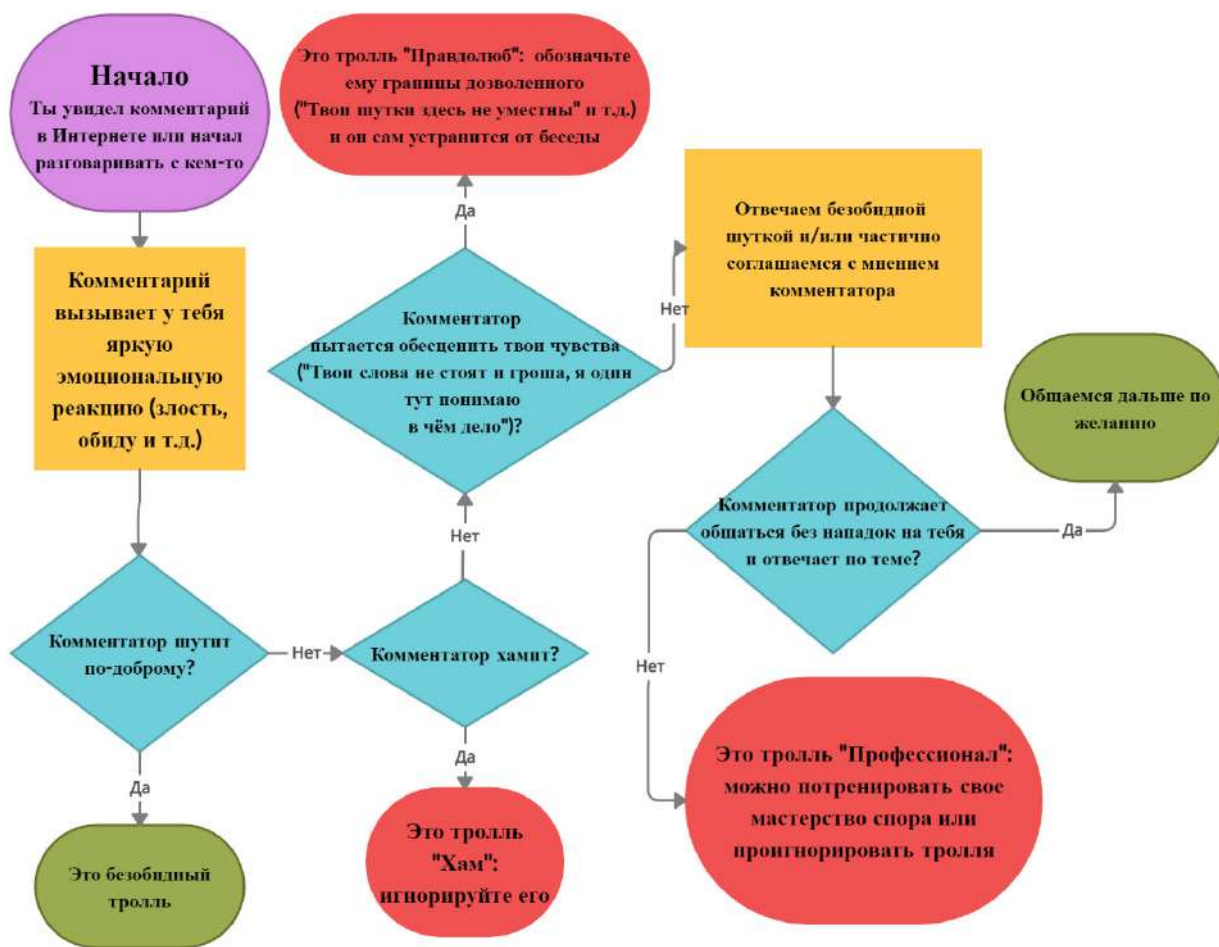 Начало
Ты увидел комментарий
в Интернете или начал
разговаривать с кем-то
Комментарий
вызывает у тебя
яркую
эмоциональную
реакцию (злость,
обиду и т.д.)
Комментатор шутит
по-доброму?
Да
Это безобидный
тролль
Нет
Комментатор хамит?
Да
Это тролль
"Хам":
игнорируйте его
Нет
Комментатор
пытается обесценить твои чувства
("Твои слова не стоят и гроша, я один
тут понимаю
в чём дело")?
Да
Это тролль "Правдолюб": обозначьте
ему границы дозволенного
("Твои шутки здесь не уместны" и т.д.)
и он сам устранится от беседы
Нет
Отвечаем безобидной
шуткой и/или частично
соглашаемся с мнением
комментатора
Комментатор продолжает
общаться без нападок на тебя
и отвечает по теме?
Да
Общаемся дальше по
желанию
Нет
Это тролль "Профессионал":
можно потренировать свое
мастерство спора или
проигнорировать тролля